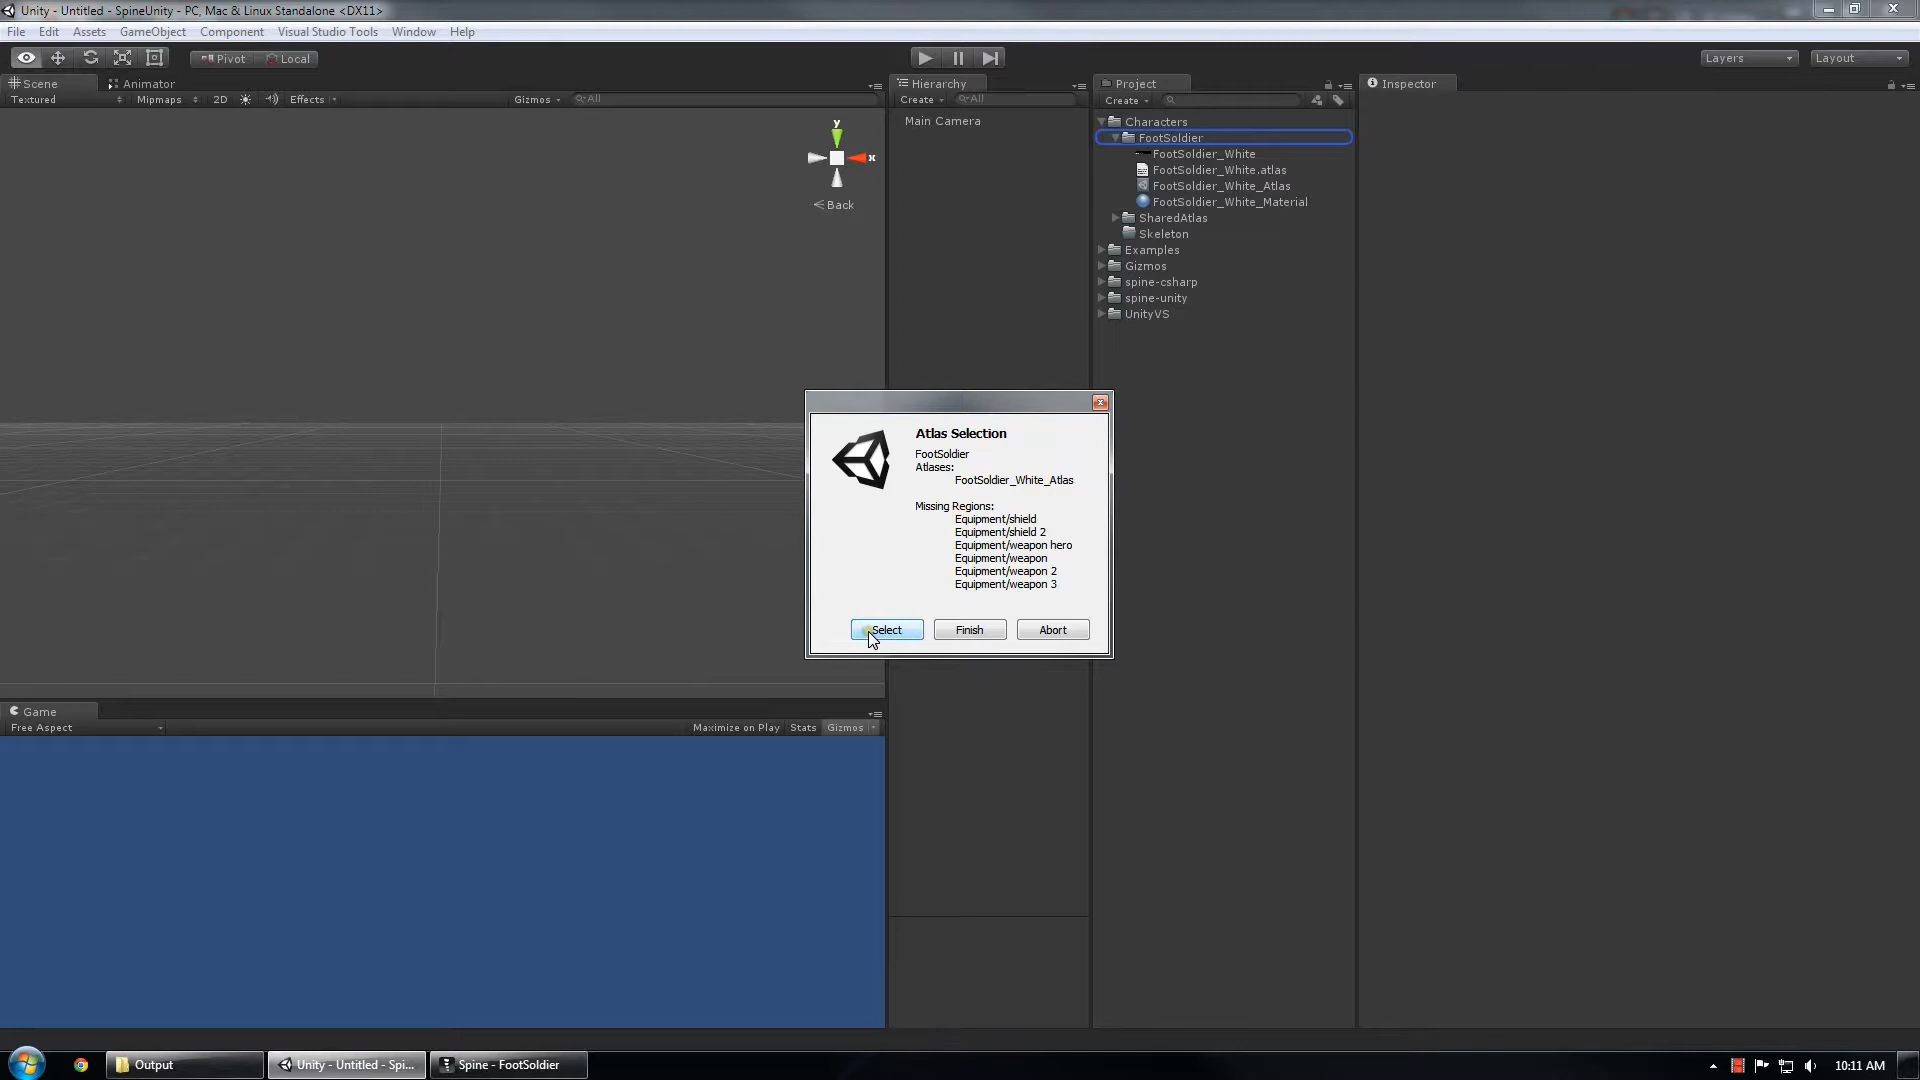 Unity - Untitled - SpineUnity - PC, Mac & Linux Standalone <DX11>
File Edit Assets GameObject Component Visual Studio Tools Window Help
Pivot Local Layers Layout
Scene Animator Hierarchy Project Inspector
Textured Mipmaps 2D Effects Gizmos All Create All Create
Main Camera
Characters
FootSoldier
FootSoldier_White
FootSoldier_White.atlas
FootSoldier_White_Atlas
FootSoldier_White_Material
SharedAtlas
Skeleton
Examples
Gizmos
spine-csharp
spine-unity
UnityVS
y
x
Back
Atlas Selection
FootSoldier
Atlases:
FootSoldier_White_Atlas
Missing Regions:
Equipment/shield
Equipment/shield 2
Equipment/weapon hero
Equipment/weapon
Equipment/weapon 2
Equipment/weapon 3
Select Finish Abort
Game
Free Aspect Maximize on Play Stats Gizmos
Output Unity - Untitled - Spi... Spine - FootSoldier 10:11 AM